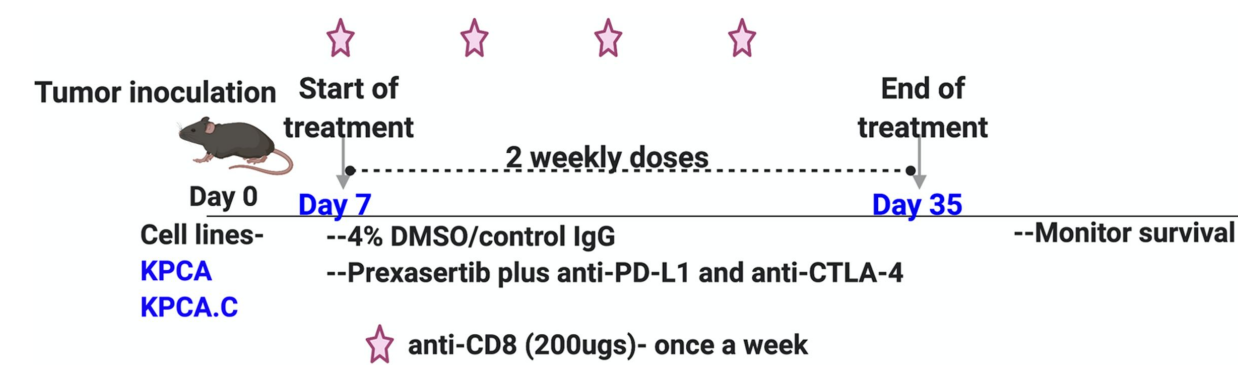 Tumor inoculation
Start of
treatment
End of
treatment
2 weekly doses
Day 0
Day 7
Day 35
Cell lines-
KPCA
KPCA.C
--4% DMSO/control IgG
--Prexasertib plus anti-PD-L1 and anti-CTLA-4
--Monitor survival
anti-CD8 (200ugs)- once a week